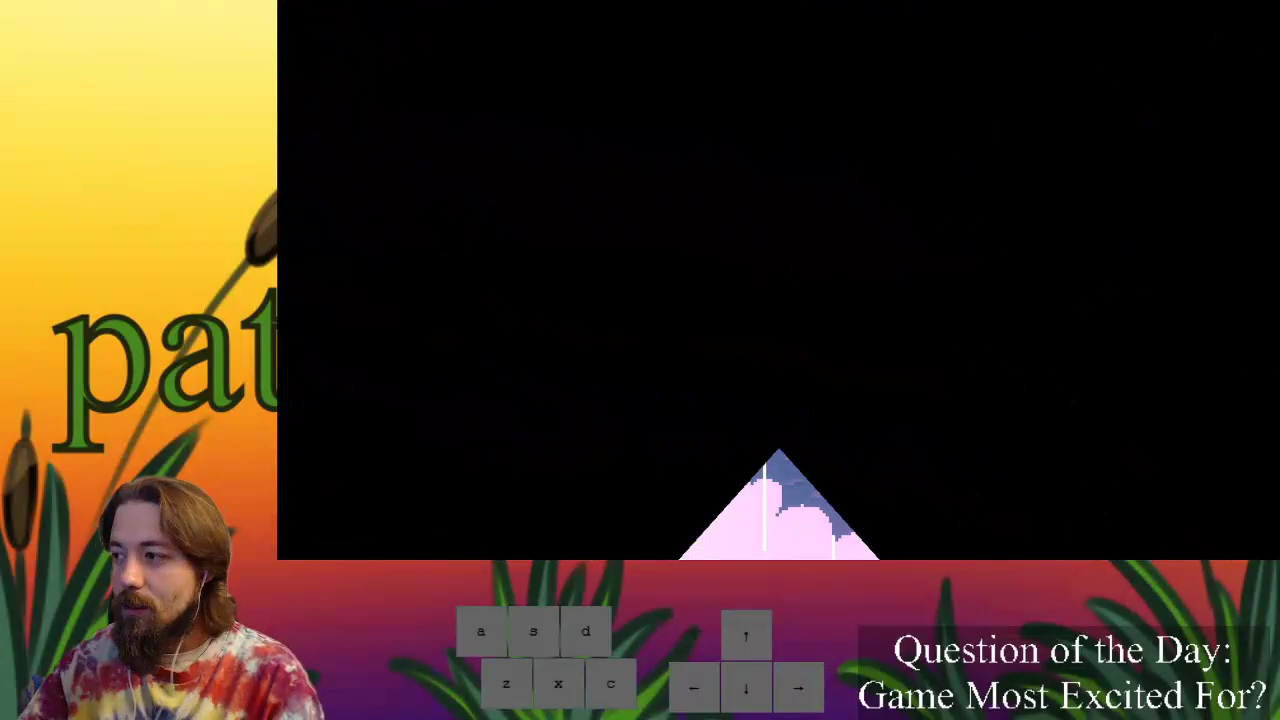 pat
a s d
↑
z x c
← ↓ →
Question of the Day:
Game Most Excited For?